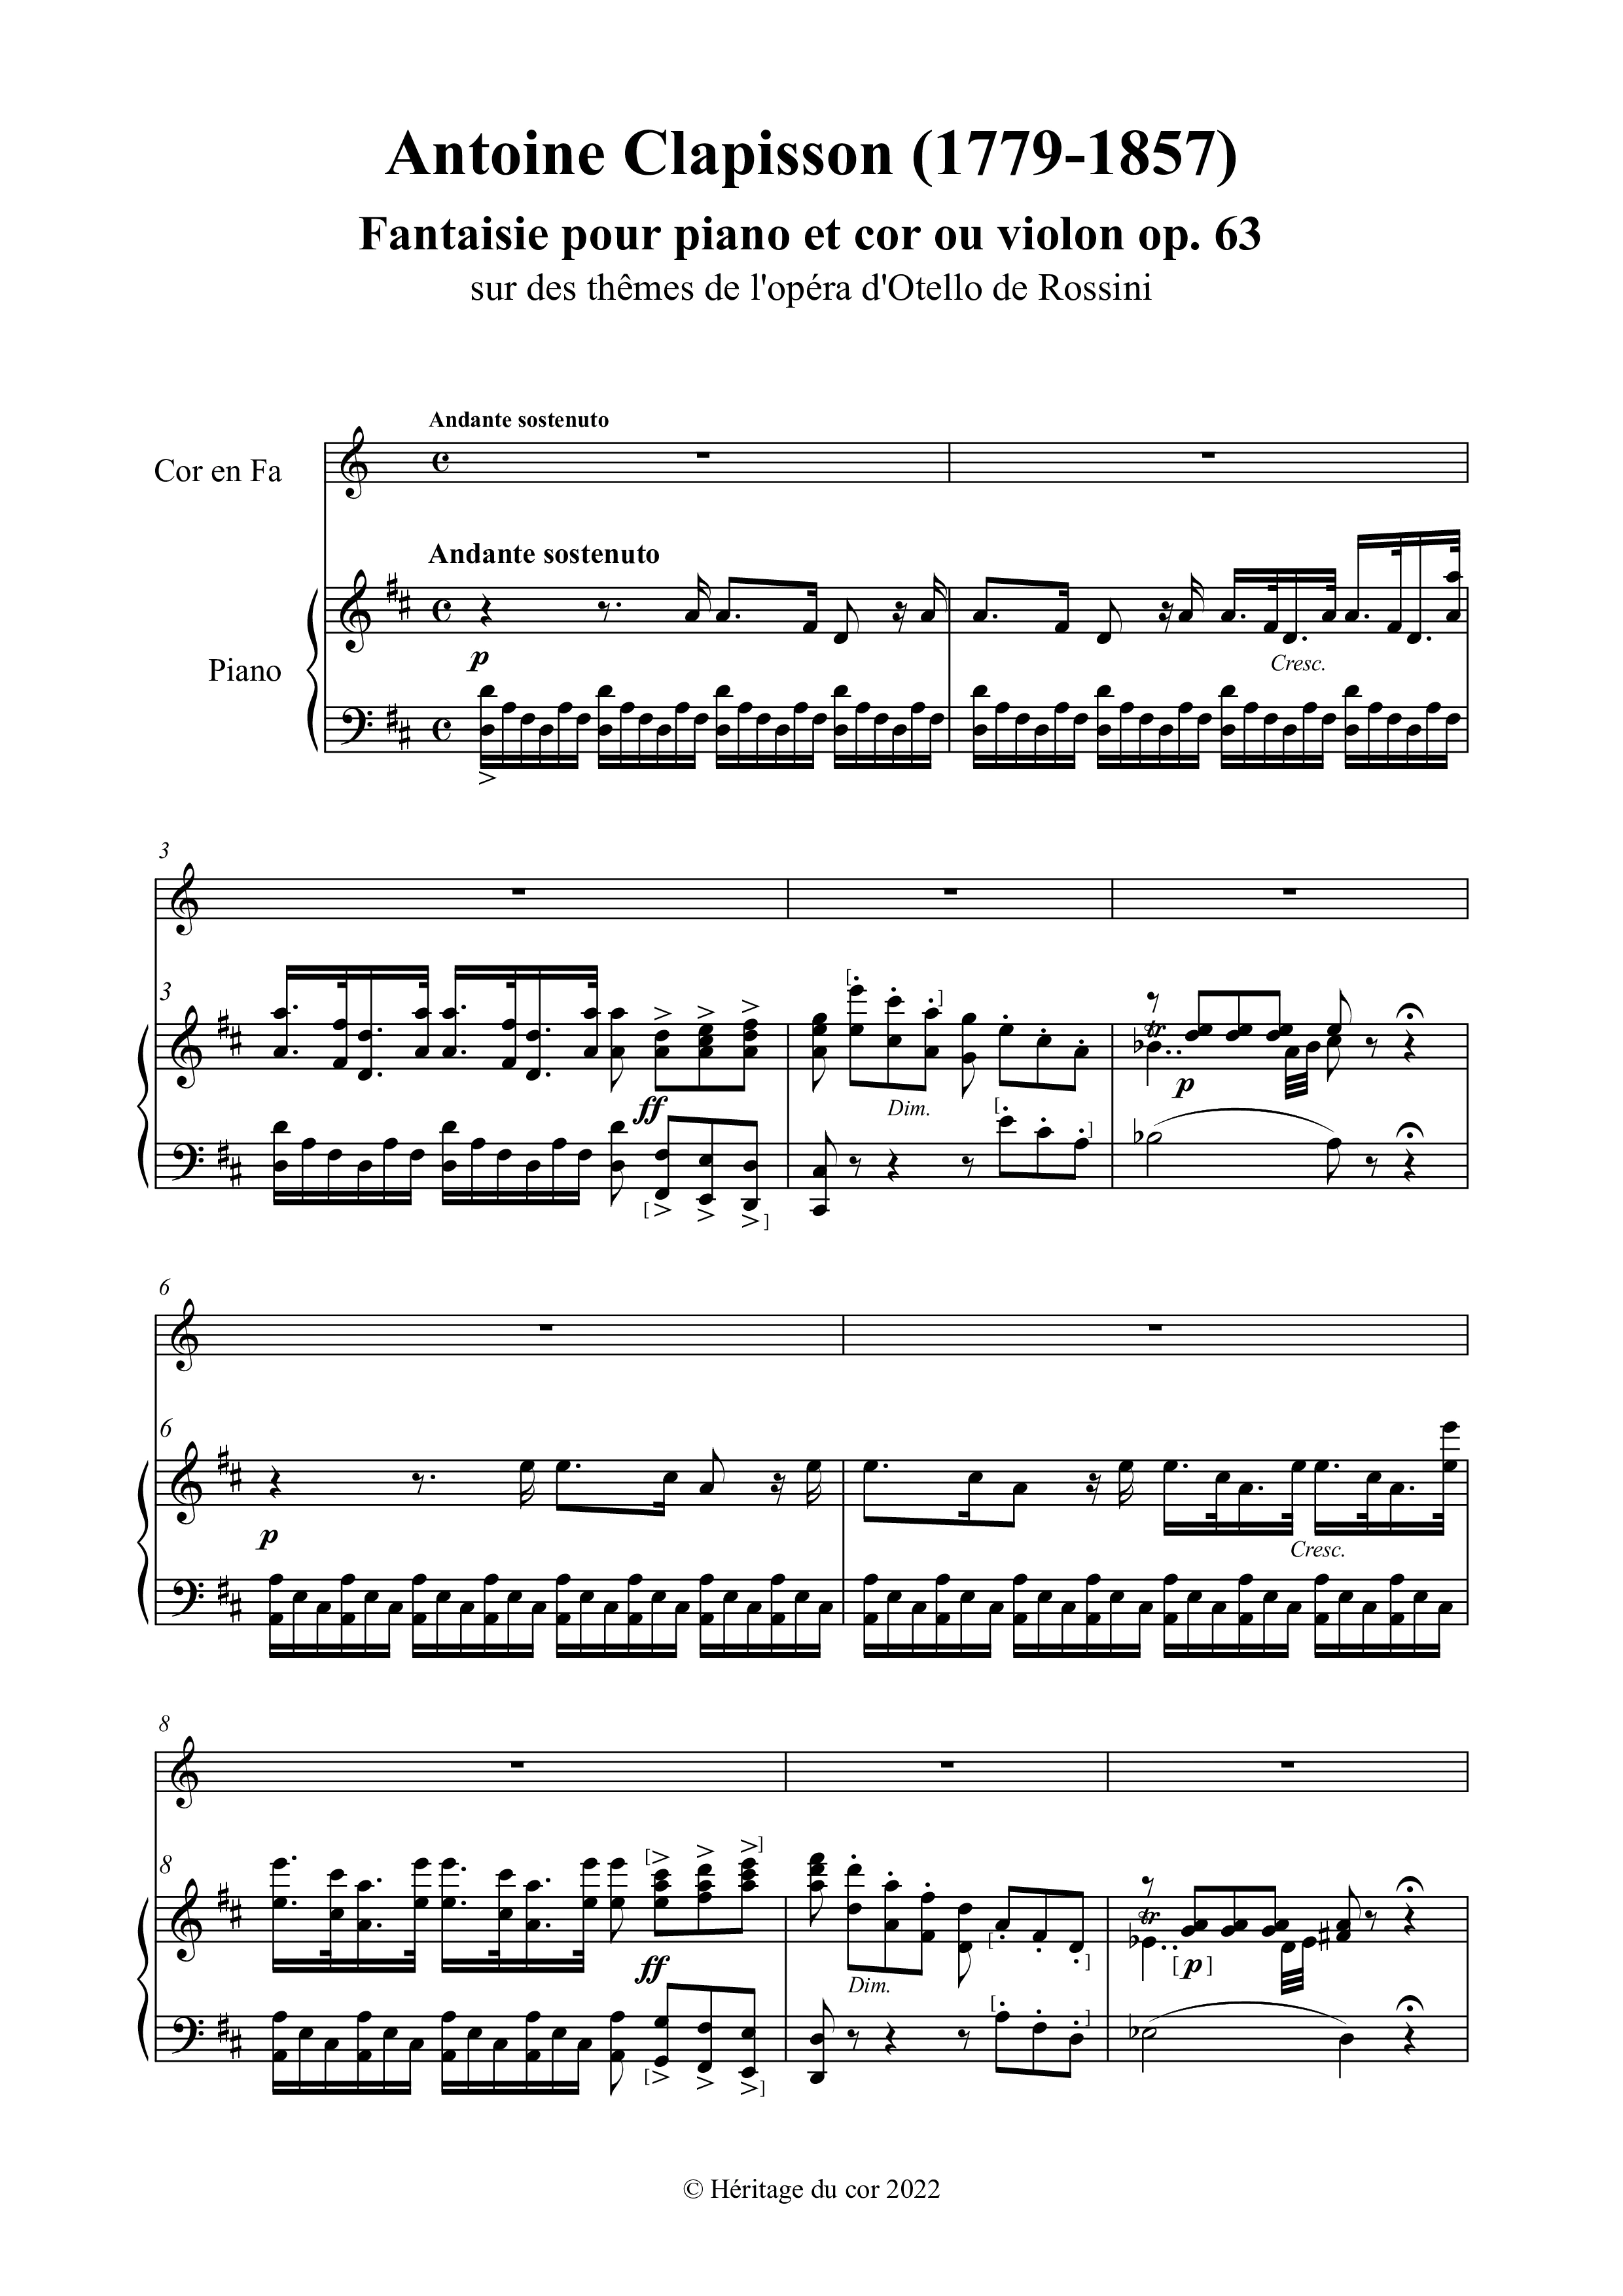 Antoine Clapisson (1779-1857)
Fantaisie pour piano et cor ou violon op. 63
sur des thêmes de l'opéra d'Otello de Rossini
Andante sostenuto
Cor en Fa
Andante sostenuto
Piano
p
Cresc.
3
3
[ ]
ff
Dim.
p
[ ]
[ ]
6
6
p
Cresc.
8
8
[ ]
ff
Dim.
[ ]
[p]
[ ]
[ ]
© Héritage du cor 2022